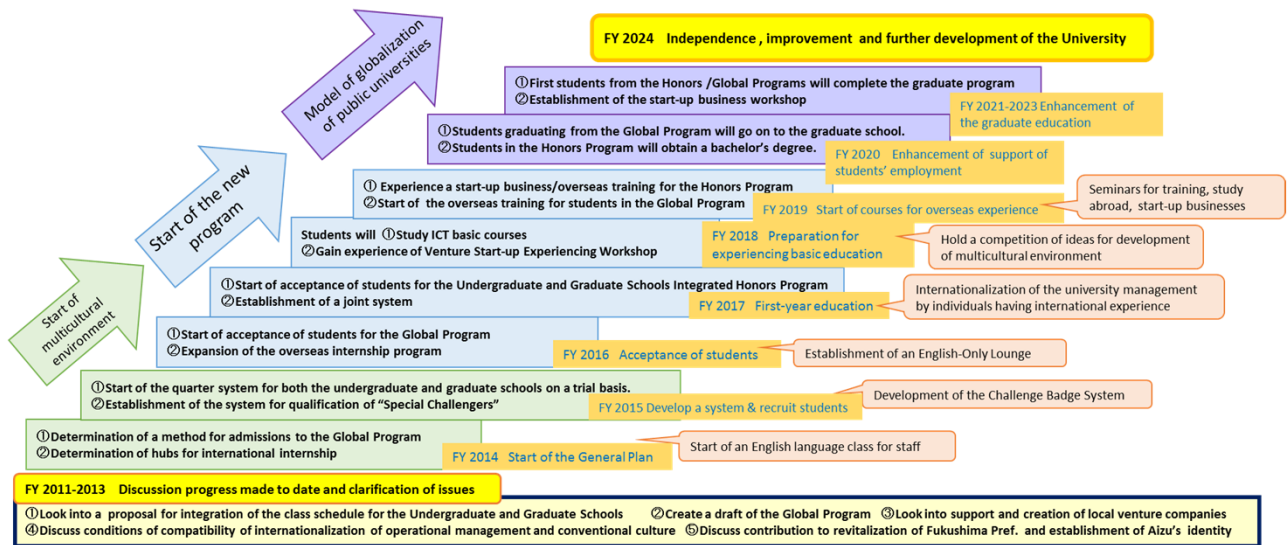 FY 2024 Independence , improvement and further development of the University
Model of globalization
of public universities
①First students from the Honors /Global Programs will complete the graduate program
②Establishment of the start-up business workshop
FY 2021-2023 Enhancement of
the graduate education
①Students graduating from the Global Program will go on to the graduate school.
②Students in the Honors Program will obtain a bachelor's degree.
FY 2020 Enhancement of support of
students' employment
Start of the new
program
① Experience a start-up business/overseas training for the Honors Program
②Start of the overseas training for students in the Global Program
FY 2019 Start of courses for overseas experience
Seminars for training, study
abroad, start-up businesses
Students will ①Study ICT basic courses
②Gain experience of Venture Start-up Experiencing Workshop
FY 2018 Preparation for
experiencing basic education
Hold a competition of ideas for development
of multicultural environment
①Start of acceptance of students for the Undergraduate and Graduate Schools Integrated Honors Program
②Establishment of a joint system
FY 2017 First-year education
Internationalization of the university management
by individuals having international experience
Start of
multicultural
environment
①Start of acceptance of students for the Global Program
②Expansion of the overseas internship program
FY 2016 Acceptance of students
Establishment of an English-Only Lounge
①Start of the quarter system for both the undergraduate and graduate schools on a trial basis.
②Establishment of the system for qualification of "Special Challengers"
FY 2015 Develop a system & recruit students
Development of the Challenge Badge System
①Determination of a method for admissions to the Global Program
②Determination of hubs for international internship
FY 2014 Start of the General Plan
Start of an English language class for staff
FY 2011-2013 Discussion progress made to date and clarification of issues
①Look into a proposal for integration of the class schedule for the Undergraduate and Graduate Schools ②Create a draft of the Global Program ③Look into support and creation of local venture companies
④Discuss conditions of compatibility of internationalization of operational management and conventional culture ⑤Discuss contribution to revitalization of Fukushima Pref. and establishment of Aizu's identity